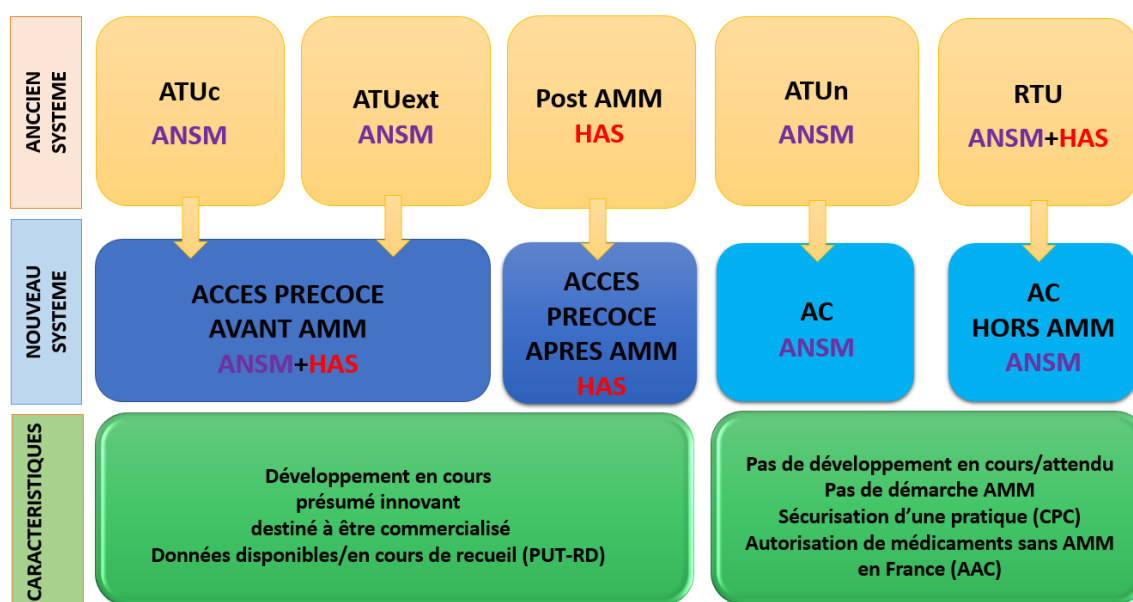 ANCCIEN
SYSTEME
ATUc
ANSM
ATUext
ANSM
Post AMM
HAS
ATUn
ANSM
RTU
ANSM+HAS
NOUVEAU
SYSTEME
ACCES PRECOCE
AVANT AMM
ANSM+HAS
ACCES
PRECOCE
APRES AMM
HAS
AC
ANSM
AC
HORS AMM
ANSM
CARACTERISTIQUES
Développement en cours
présumé innovant
destiné à être commercialisé
Données disponibles/en cours de recueil (PUT-RD)
Pas de développement en cours/attendu
Pas de démarche AMM
Sécurisation d’une pratique (CPC)
Autorisation de médicaments sans AMM
en France (AAC)